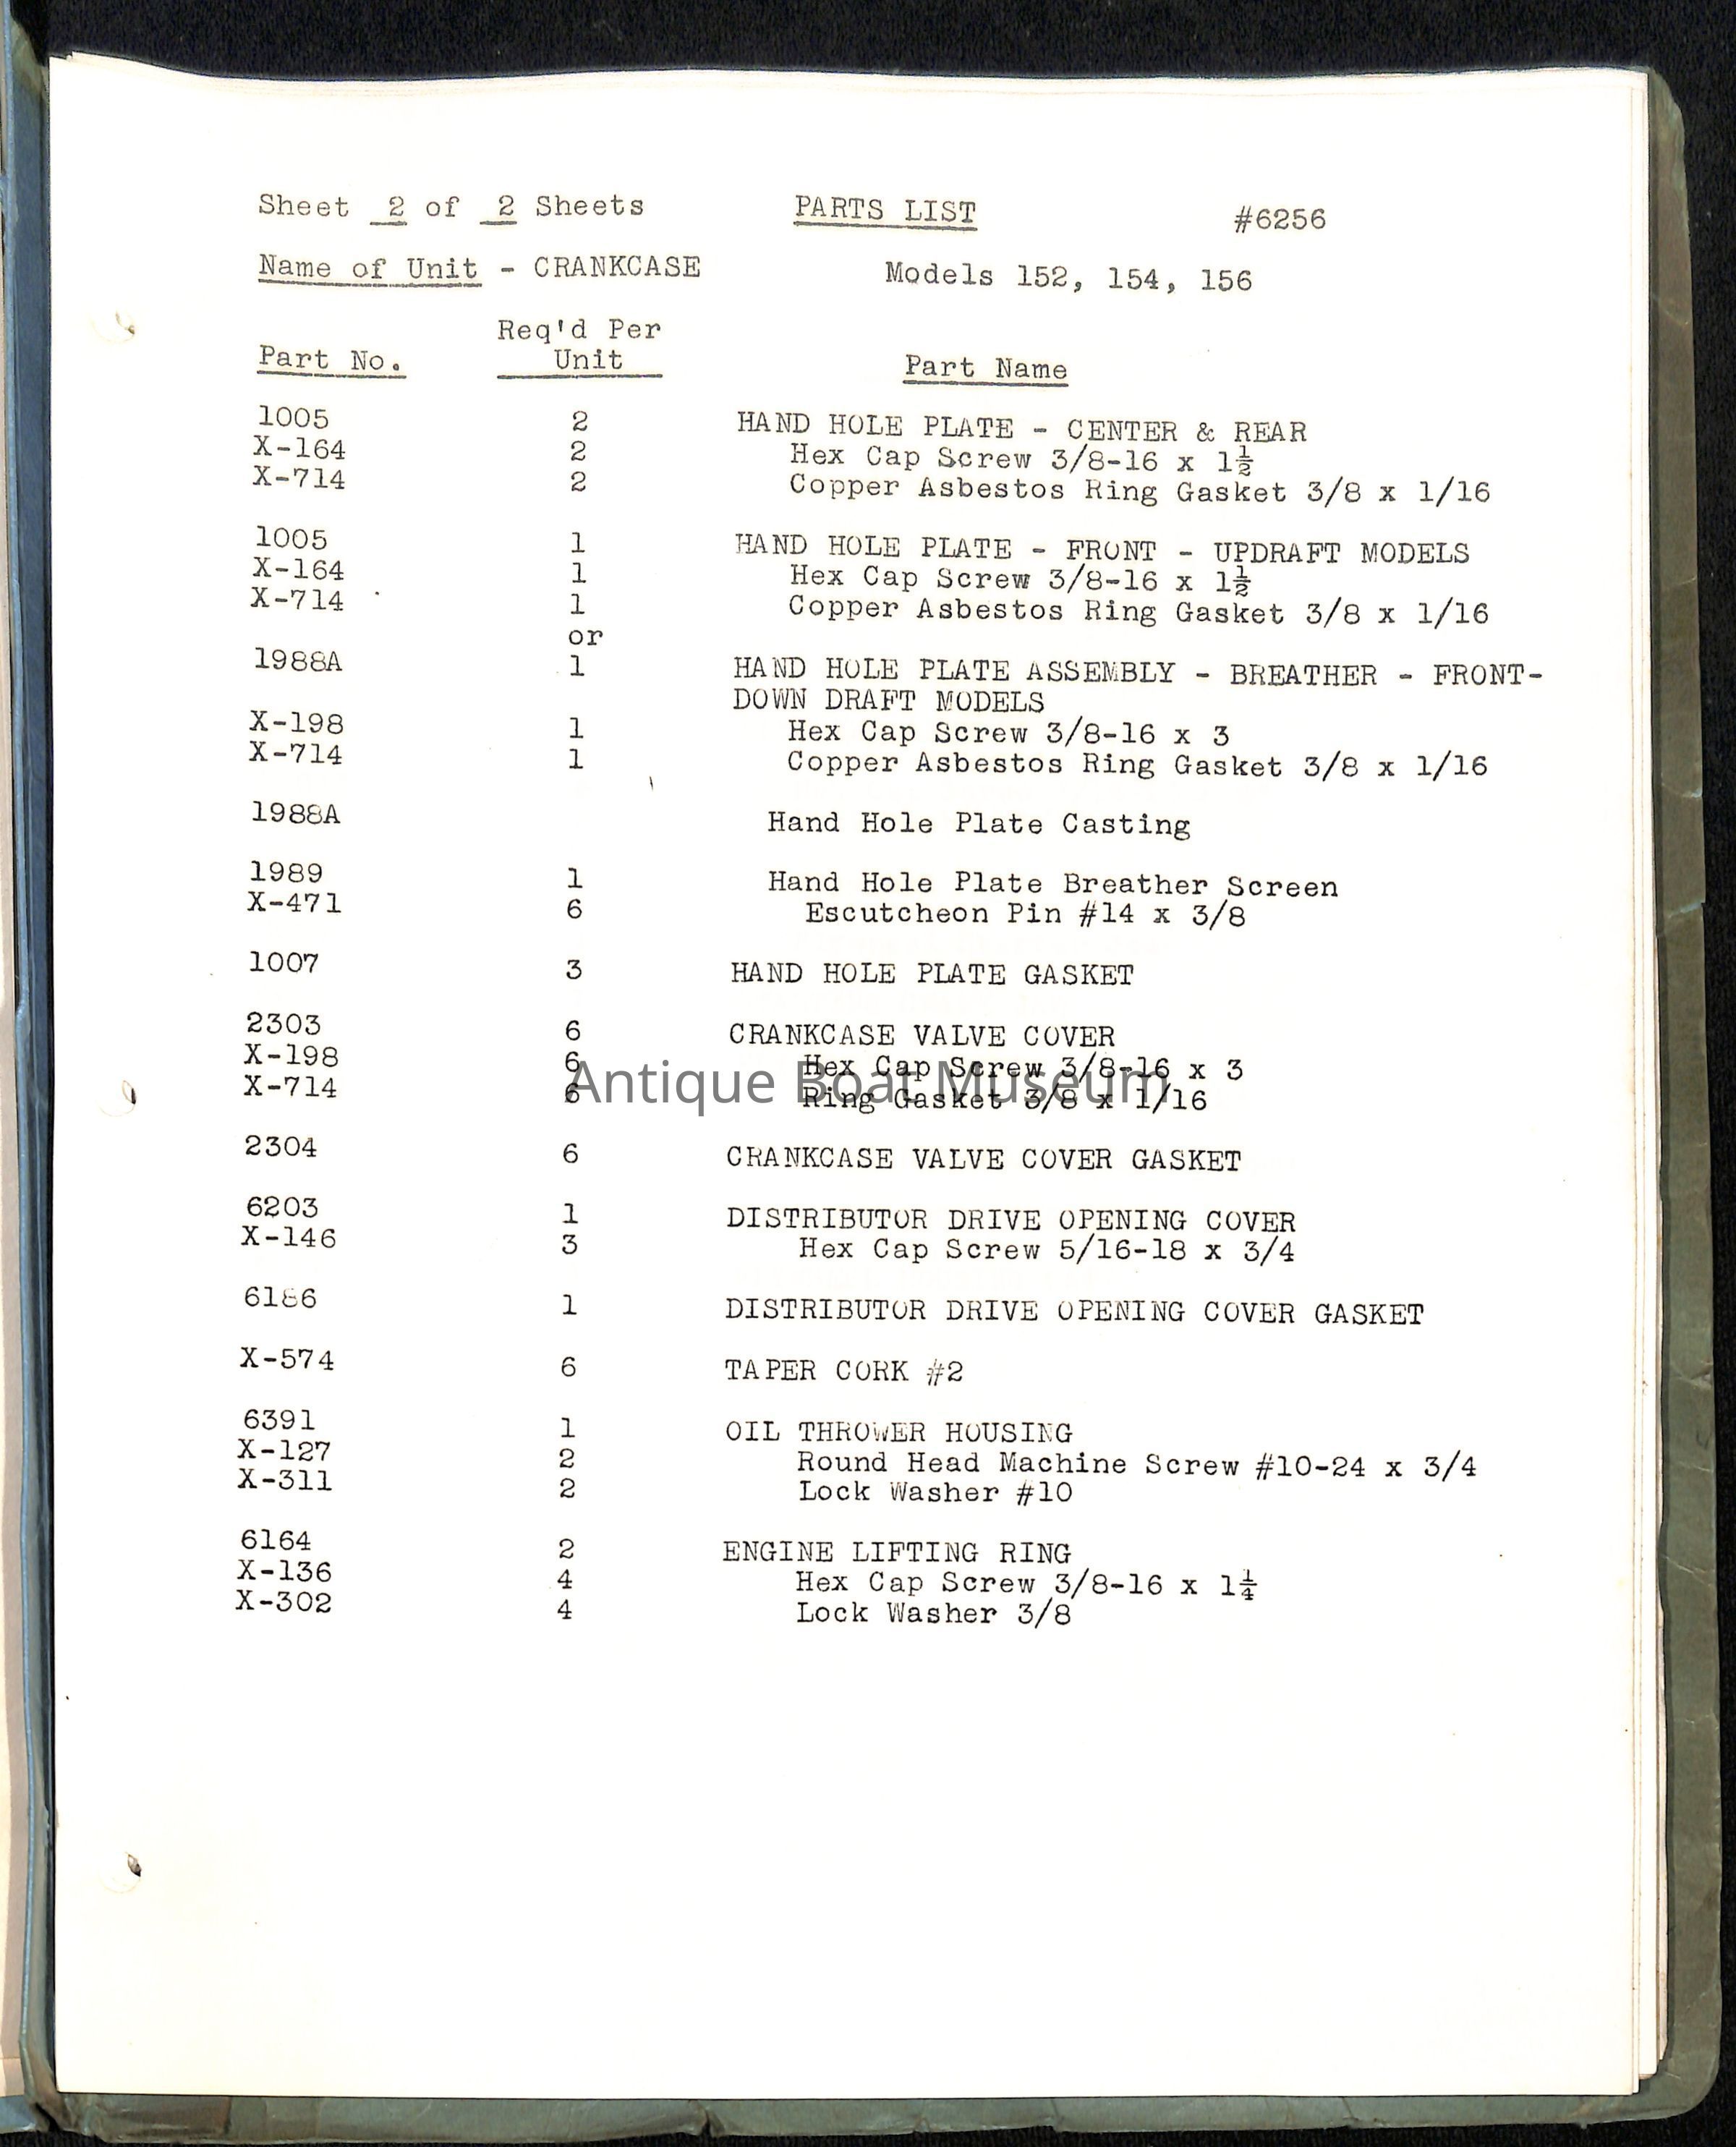 Sheet 2 of 2 Sheets PARTS LIST #6256
Name of Unit - CRANKCASE Models 152, 154, 156
Req'd Per
Part No. Unit Part Name
1005 2 HAND HOLE PLATE - CENTER & REAR
X-164 2 Hex Cap Screw 3/8-16 x 1½
X-714 2 Copper Asbestos Ring Gasket 3/8 x 1/16
1005 1 HAND HOLE PLATE - FRONT - UPDRAFT MODELS
X-164 1 Hex Cap Screw 3/8-16 x 1½
X-714 1 Copper Asbestos Ring Gasket 3/8 x 1/16
or
1988A 1 HAND HOLE PLATE ASSEMBLY - BREATHER - FRONT-
DOWN DRAFT MODELS
X-198 1 Hex Cap Screw 3/8-16 x 3
X-714 1 Copper Asbestos Ring Gasket 3/8 x 1/16
1988A Hand Hole Plate Casting
1989 1 Hand Hole Plate Breather Screen
X-471 6 Escutcheon Pin #14 x 3/8
1007 3 HAND HOLE PLATE GASKET
2303 6 CRANKCASE VALVE COVER
X-198 6 Hex Cap Screw 3/8-16 x 3
Antique Boat Museum
X-714 6 Ring Gasket 3/8 x 1/16
2304 6 CRANKCASE VALVE COVER GASKET
6203 1 DISTRIBUTOR DRIVE OPENING COVER
X-146 3 Hex Cap Screw 5/16-18 x 3/4
6186 1 DISTRIBUTOR DRIVE OPENING COVER GASKET
X-574 6 TAPER CORK #2
6391 1 OIL THROWER HOUSING
X-127 2 Round Head Machine Screw #10-24 x 3/4
X-311 2 Lock Washer #10
6164 2 ENGINE LIFTING RING
X-136 4 Hex Cap Screw 3/8-16 x 1¼
X-302 4 Lock Washer 3/8